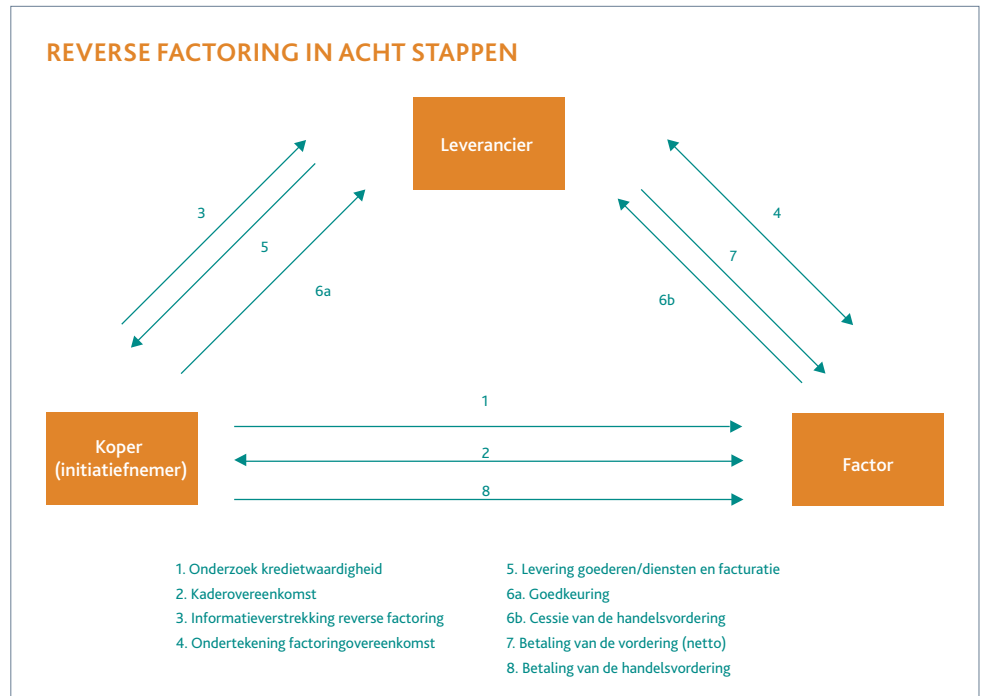 REVERSE FACTORING IN ACHT STAPPEN
Leverancier
3
4
5
7
6a
6b
1
Koper
(initiatiefnemer)
2
Factor
8
1. Onderzoek kredietwaardigheid
2. Kaderovereenkomst
3. Informatieverstrekking reverse factoring
4. Ondertekening factoringovereenkomst
5. Levering goederen/diensten en facturatie
6a. Goedkeuring
6b. Cessie van de handelsvordering
7. Betaling van de vordering (netto)
8. Betaling van de handelsvordering